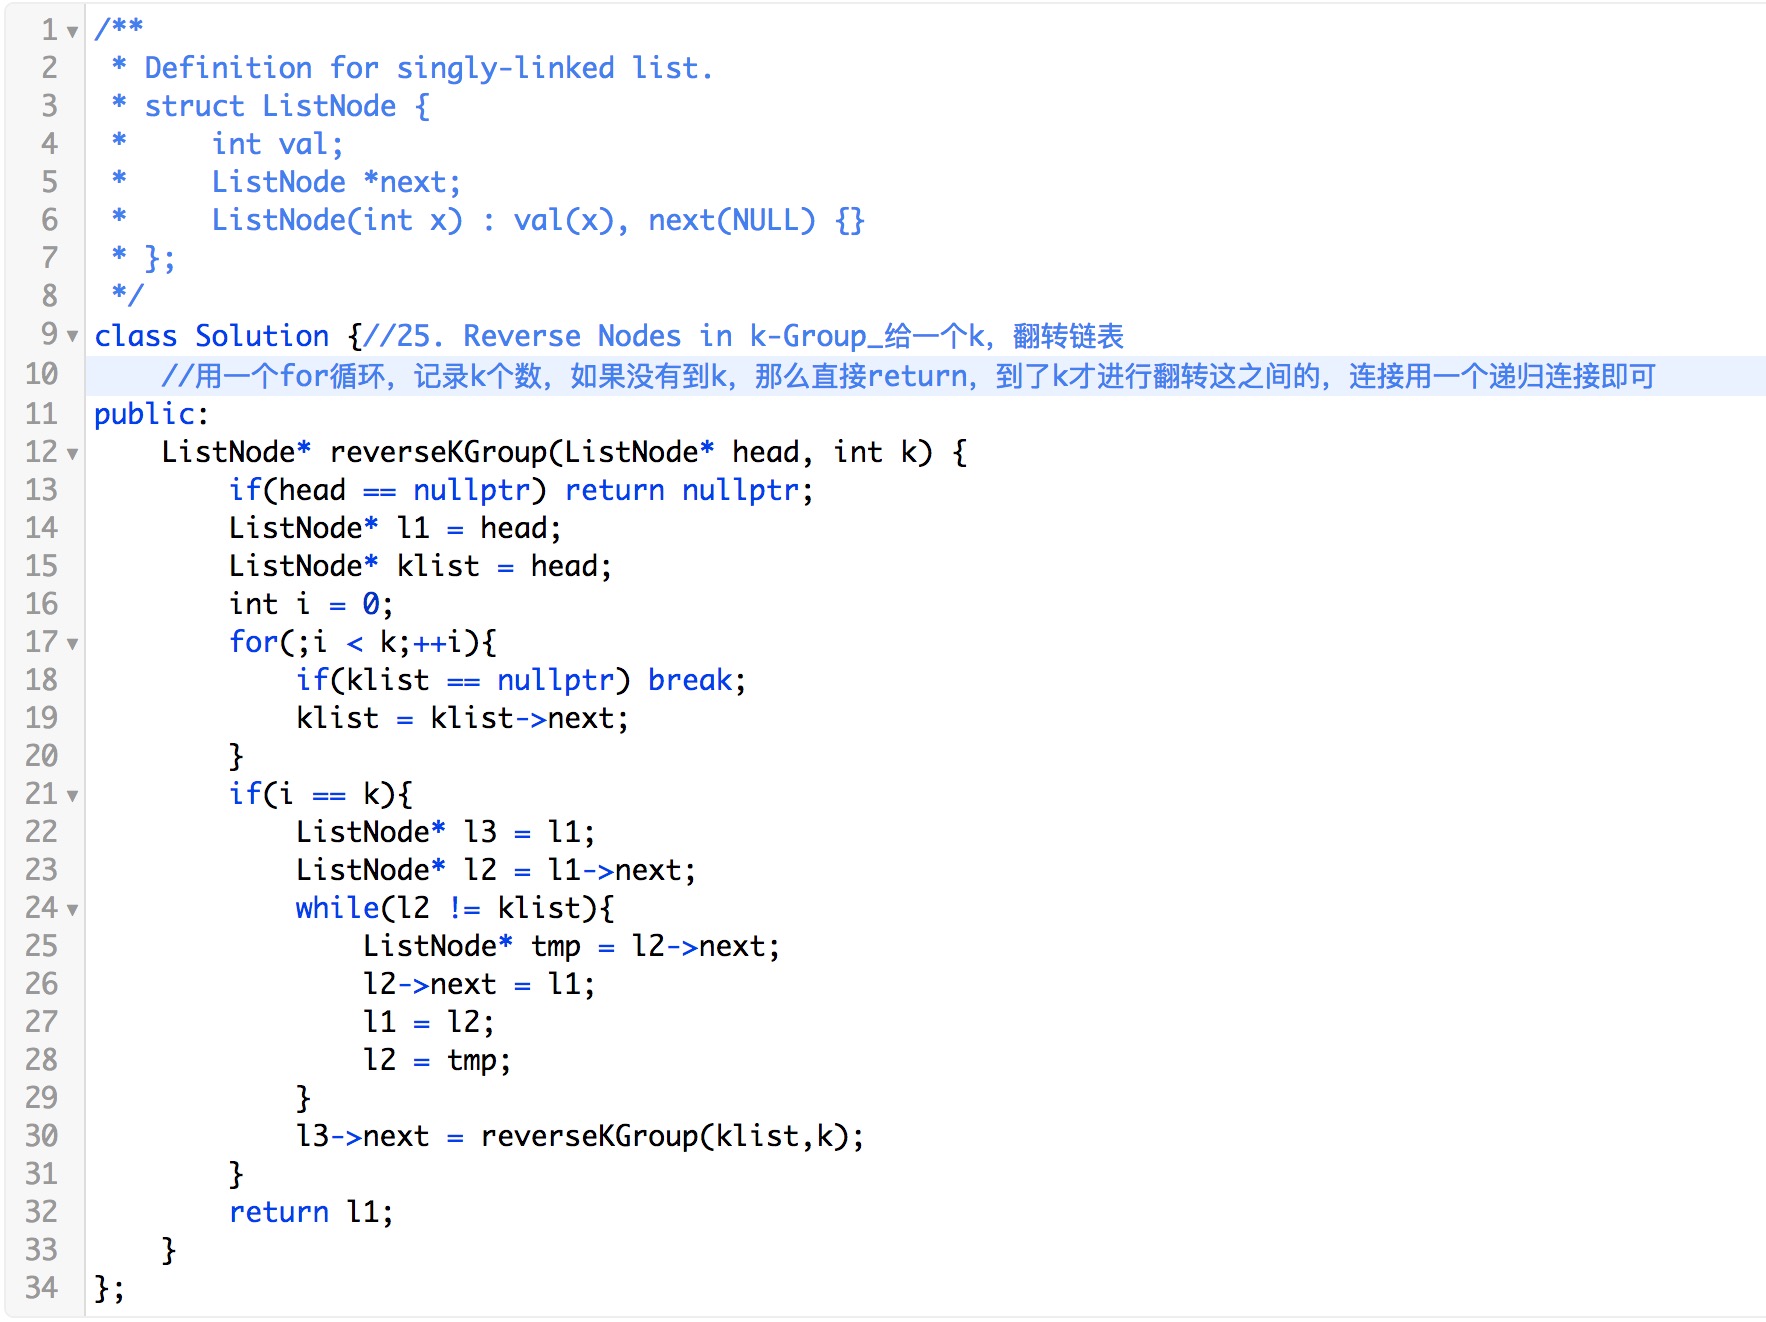 1 /**
2  * Definition for singly-linked list.
3  * struct ListNode {
4  *     int val;
5  *     ListNode *next;
6  *     ListNode(int x) : val(x), next(NULL) {}
7  * };
8  */
9 class Solution {//25. Reverse Nodes in k-Group_给一个k，翻转链表
10     //用一个for循环，记录k个数，如果没有到k，那么直接return，到了k才进行翻转这之间的，连接用一个递归连接即可
11 public:
12     ListNode* reverseKGroup(ListNode* head, int k) {
13         if(head == nullptr) return nullptr;
14         ListNode* l1 = head;
15         ListNode* klist = head;
16         int i = 0;
17         for(;i < k;++i){
18             if(klist == nullptr) break;
19             klist = klist->next;
20         }
21         if(i == k){
22             ListNode* l3 = l1;
23             ListNode* l2 = l1->next;
24             while(l2 != klist){
25                 ListNode* tmp = l2->next;
26                 l2->next = l1;
27                 l1 = l2;
28                 l2 = tmp;
29             }
30             l3->next = reverseKGroup(klist,k);
31         }
32         return l1;
33     }
34 };